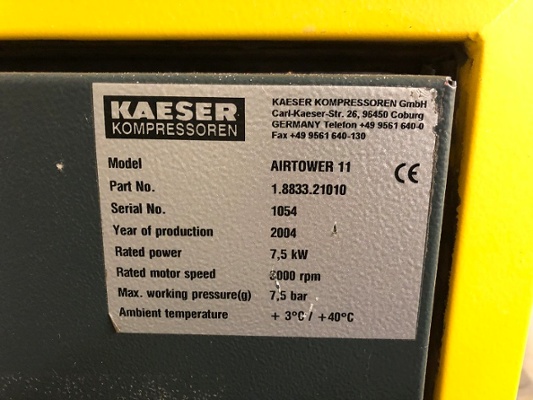 KAESER
KOMPRESSOREN
KAESER KOMPRESSOREN GmbH
Carl-Kaeser-Str. 26, 96450 Coburg
GERMANY Telefon +49 9561 640-0
Fax +49 9561 640-130
Model AIRTOWER 11
CE
Part No. 1.8833.21010
Serial No. 1054
Year of production 2004
Rated power 7,5 kW
Rated motor speed rpm
Max. working pressure(g) 7,5 bar
Ambient temperature + 3°C / +40°C